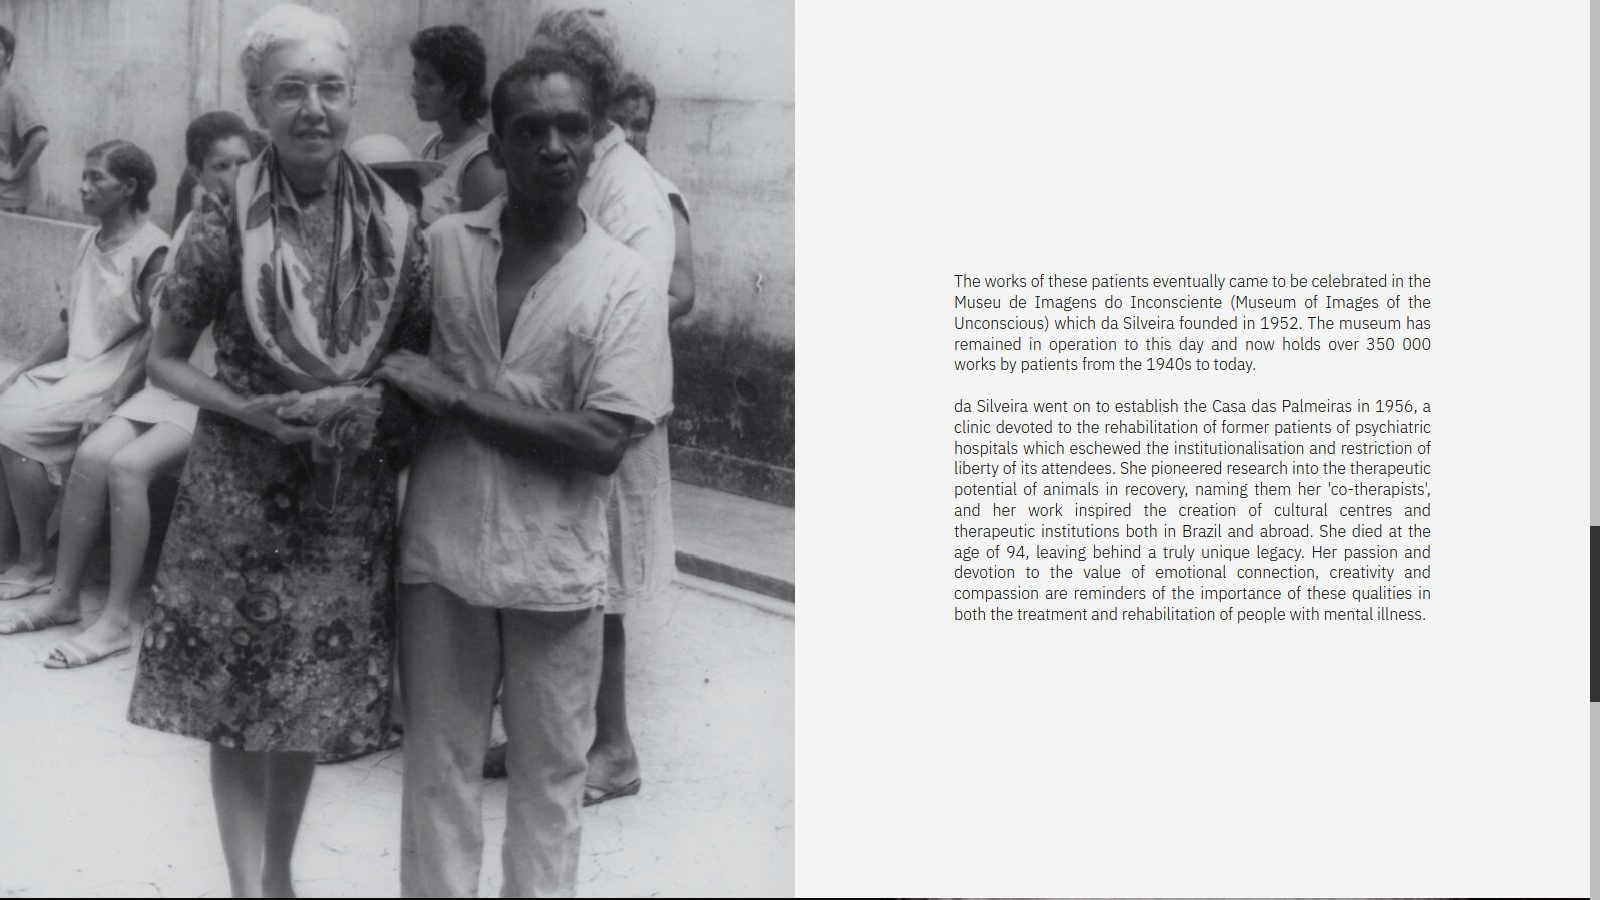 The works of these patients eventually came to be celebrated in the
Museu de Imagens do Inconsciente (Museum of Images of the
Unconscious) which da Silveira founded in 1952. The museum has
remained in operation to this day and now holds over 350 000
works by patients from the 1940s to today.
da Silveira went on to establish the Casa das Palmeiras in 1956, a
clinic devoted to the rehabilitation of former patients of psychiatric
hospitals which eschewed the institutionalisation and restriction of
liberty of its attendees. She pioneered research into the therapeutic
potential of animals in recovery, naming them her 'co-therapists',
and her work inspired the creation of cultural centres and
therapeutic institutions both in Brazil and abroad. She died at the
age of 94, leaving behind a truly unique legacy. Her passion and
devotion to the value of emotional connection, creativity and
compassion are reminders of the importance of these qualities in
both the treatment and rehabilitation of people with mental illness.